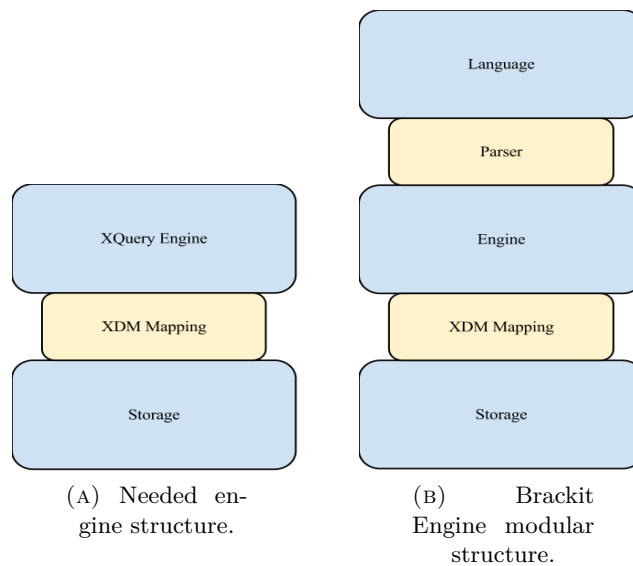 XQuery Engine
XDM Mapping
Storage
(A) Needed en-
gine structure.
Language
Parser
Engine
XDM Mapping
Storage
(B) Brackit
Engine modular
structure.